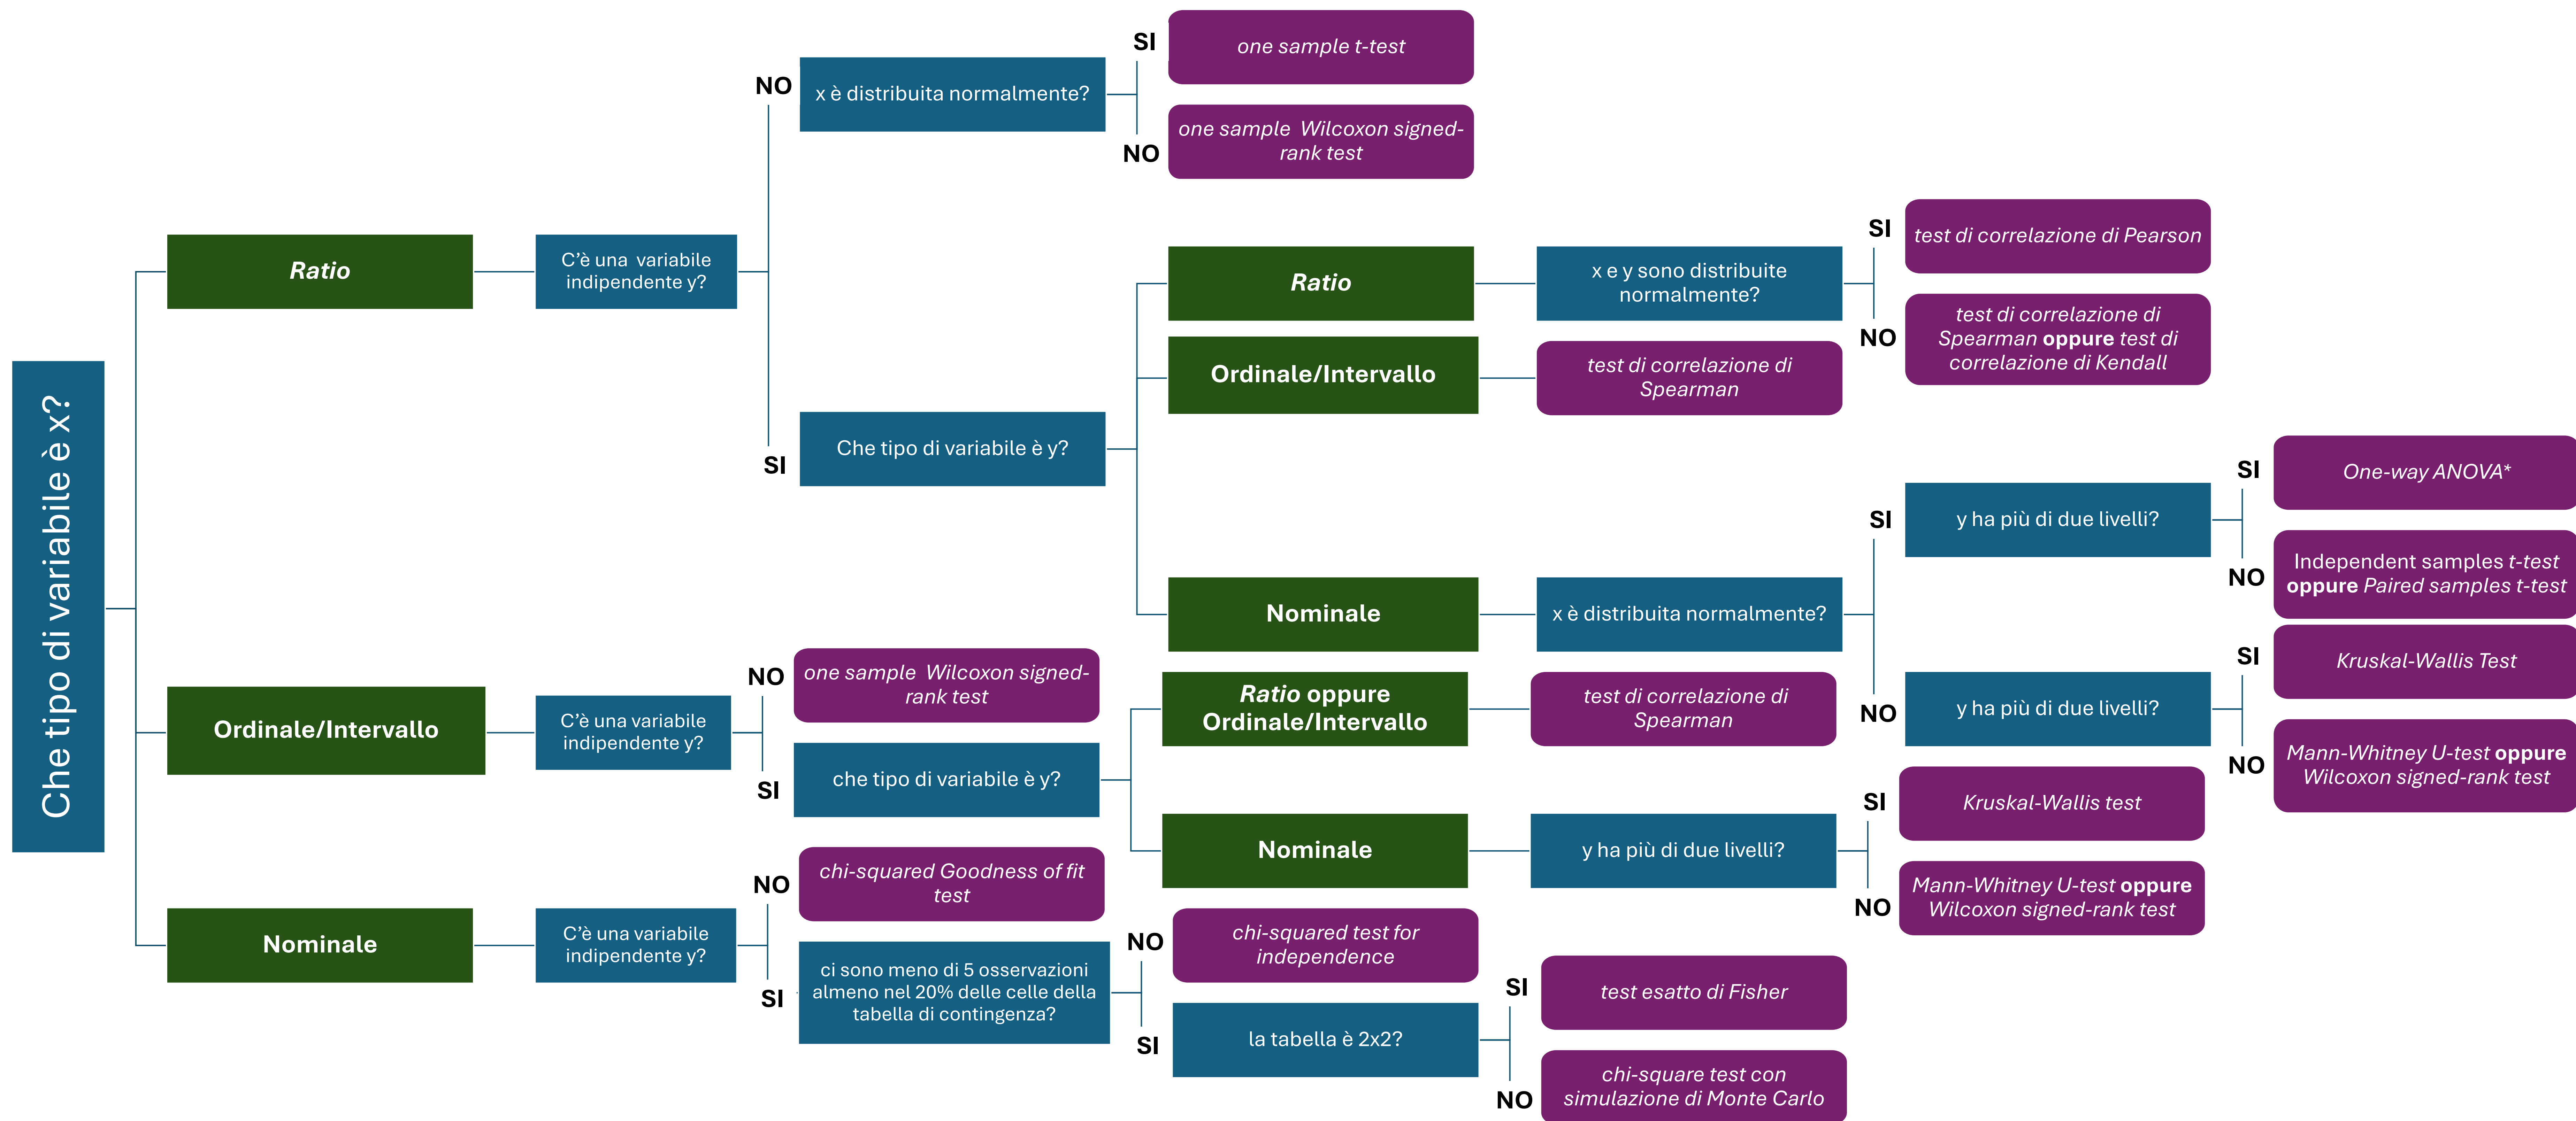 Che tipo di variabile è x?
Ratio
C'è una  variabile
indipendente y?
NO
x è distribuita normalmente?
SI
one sample t-test
NO
one sample  Wilcoxon signed-
rank test
SI
Che tipo di variabile è y?
Ratio
x e y sono distribuite
normalmente?
SI
test di correlazione di Pearson
NO
test di correlazione di
Spearman oppure test di
correlazione di Kendall
Ordinale/Intervallo
test di correlazione di
Spearman
Nominale
x è distribuita normalmente?
SI
y ha più di due livelli?
SI
One-way ANOVA*
NO
Independent samples t-test
oppure Paired samples t-test
NO
y ha più di due livelli?
SI
Kruskal-Wallis Test
NO
Mann-Whitney U-test oppure
Wilcoxon signed-rank test
Ordinale/Intervallo
C'è una variabile
indipendente y?
NO
one sample  Wilcoxon signed-
rank test
SI
che tipo di variabile è y?
Ratio oppure
Ordinale/Intervallo
test di correlazione di
Spearman
Nominale
y ha più di due livelli?
SI
Kruskal-Wallis test
NO
Mann-Whitney U-test oppure
Wilcoxon signed-rank test
Nominale
C'è una variabile
indipendente y?
NO
chi-squared Goodness of fit
test
SI
ci sono meno di 5 osservazioni
almeno nel 20% delle celle della
tabella di contingenza?
NO
chi-squared test for
independence
SI
la tabella è 2x2?
SI
test esatto di Fisher
NO
chi-square test con
simulazione di Monte Carlo